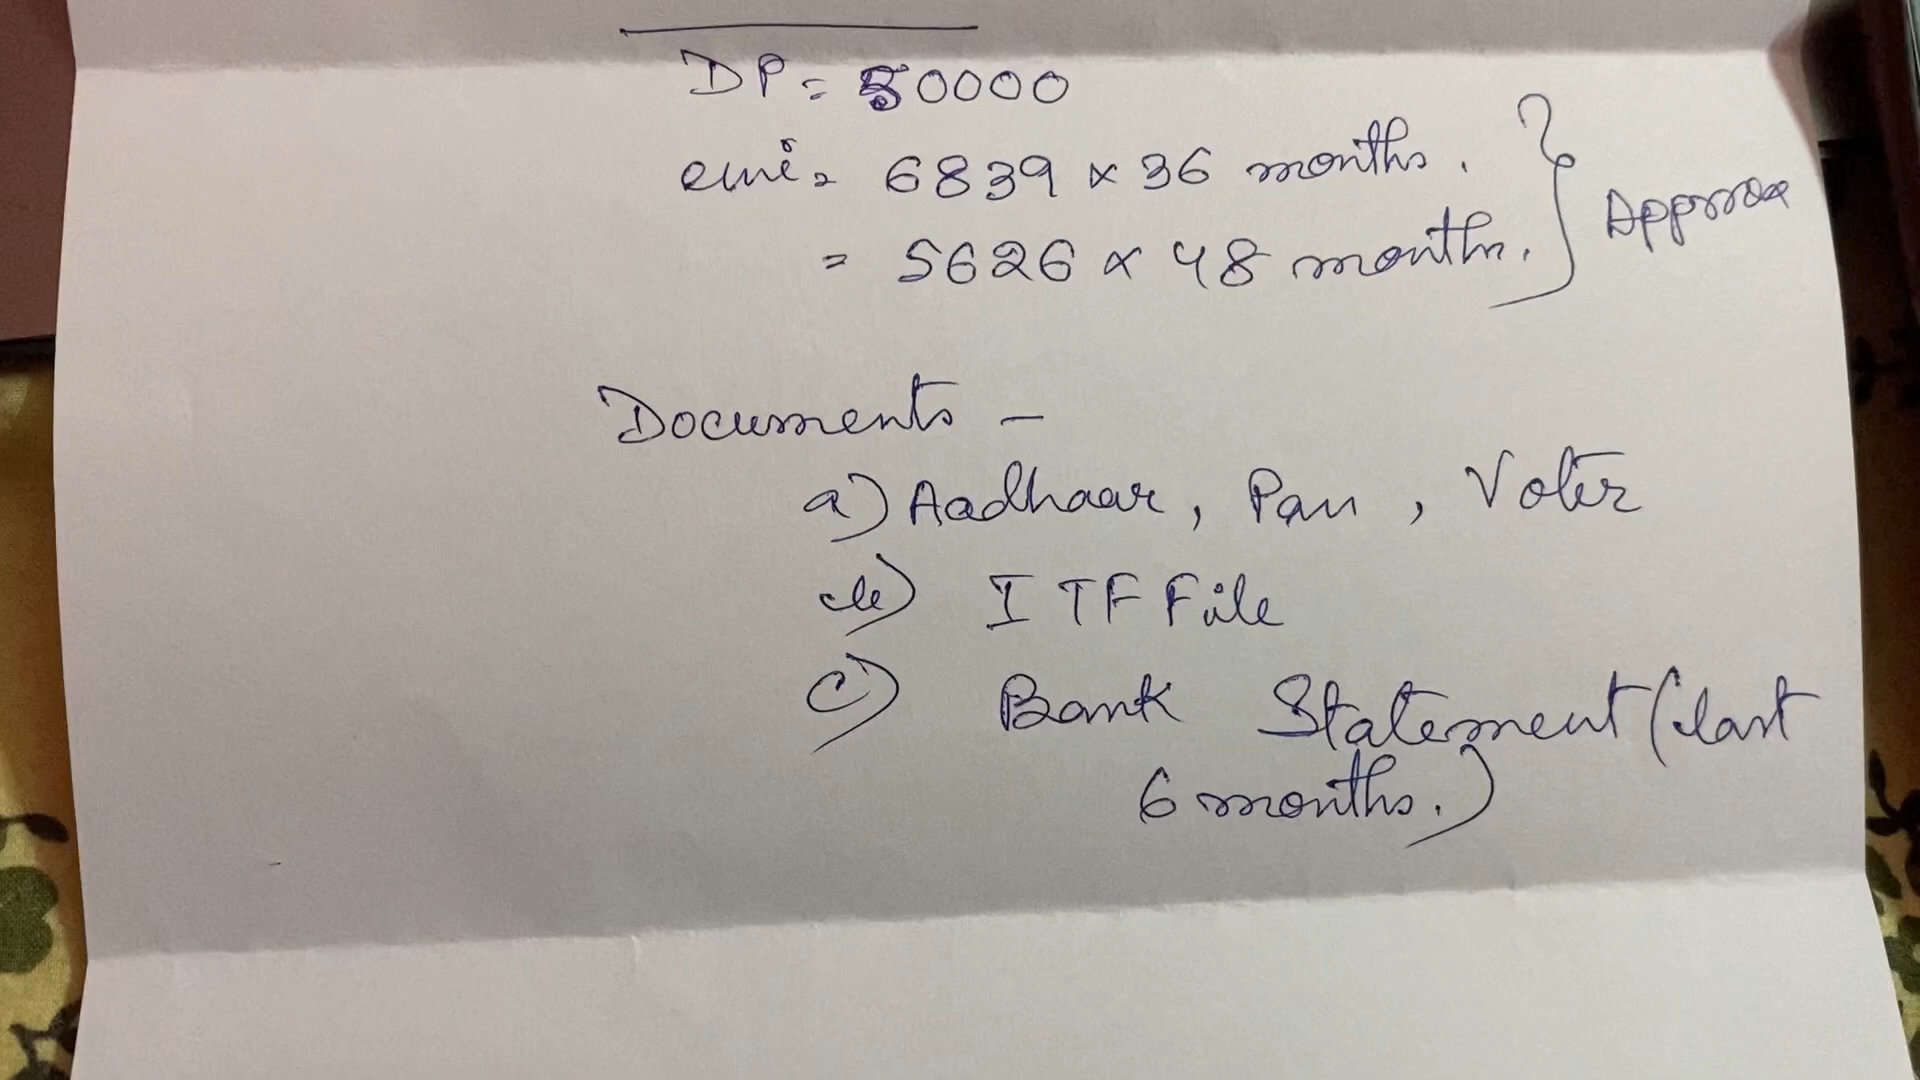 DP = 50000
emi = 6839 x 36 months.
= 5626 x 48 months. } Approx
Documents -
a) Aadhaar, Pan, Voter
b) ITF File
c) Bank Statement (last
6 months.)